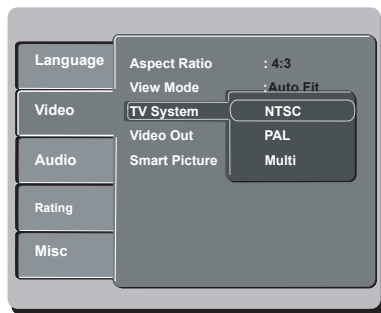 Language
Video
Audio
Rating
Misc
Aspect Ratio : 4:3
View Mode :Auto Fit
TV System NTSC
Video Out PAL
Smart Picture Multi